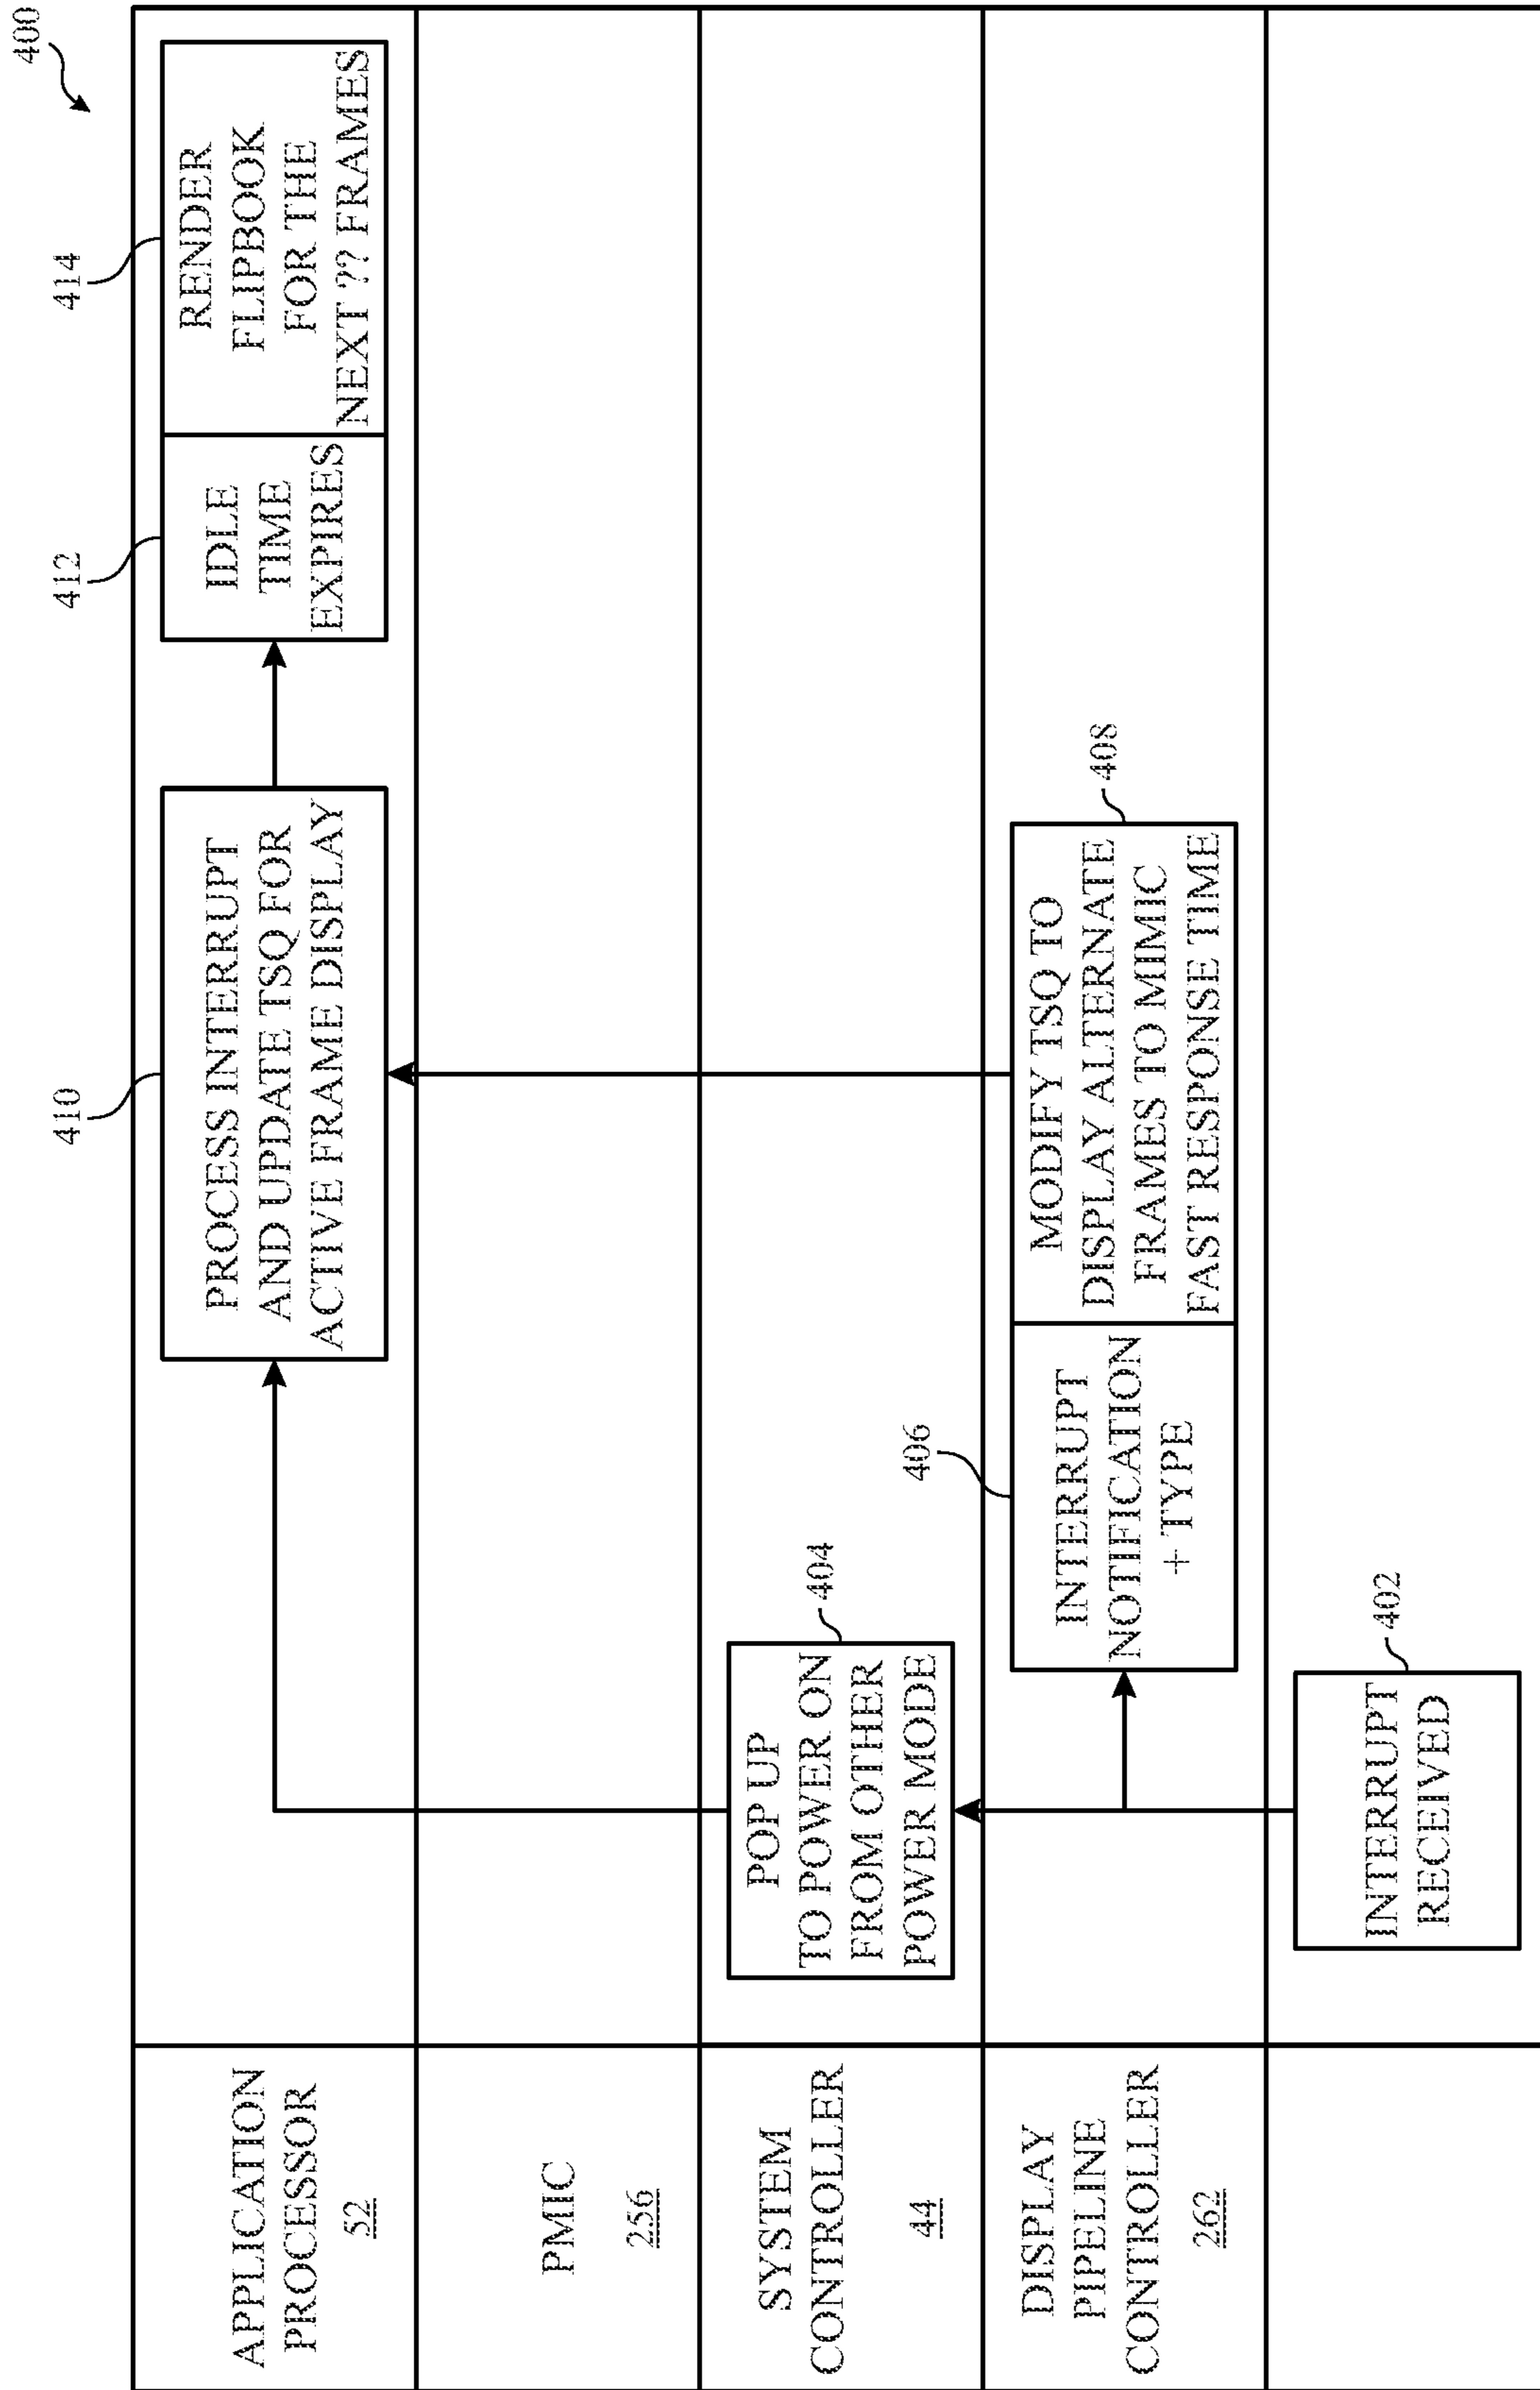 400
APPLICATION
PROCESSOR
52
410
PROCESS INTERRUPT
AND UPDATE TSQ FOR
ACTIVE FRAME DISPLAY
412
IDLE
TIME
EXPIRES
414
RENDER
FLIPBOOK
FOR THE
NEXT ?? FRAMES
PMIC
256
SYSTEM
CONTROLLER
44
POP UP
TO POWER ON
FROM OTHER
POWER MODE
404
DISPLAY
PIPELINE
CONTROLLER
262
406
INTERRUPT
NOTIFICATION
+ TYPE
MODIFY TSQ TO
DISPLAY ALTERNATE
FRAMES TO MIMIC
FAST RESPONSE TIME
408
INTERRUPT
RECEIVED
402